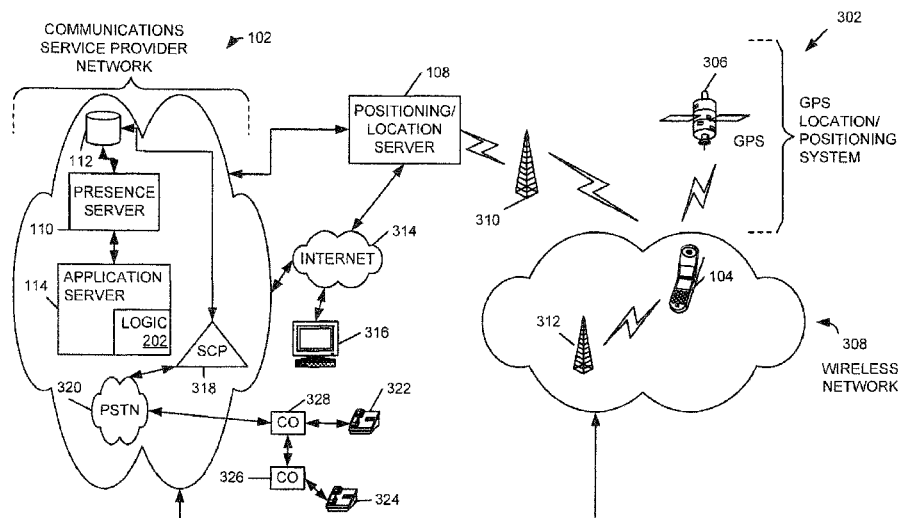 COMMUNICATIONS
SERVICE PROVIDER
NETWORK
102
302
108
306
POSITIONING/
LOCATION
SERVER
GPS
GPS
LOCATION/
POSITIONING
SYSTEM
112
PRESENCE
SERVER
110
310
314
INTERNET
APPLICATION
SERVER
114
LOGIC
202
104
312
316
308
WIRELESS
NETWORK
SCP
318
320
PSTN
328
322
CO
326
CO
324